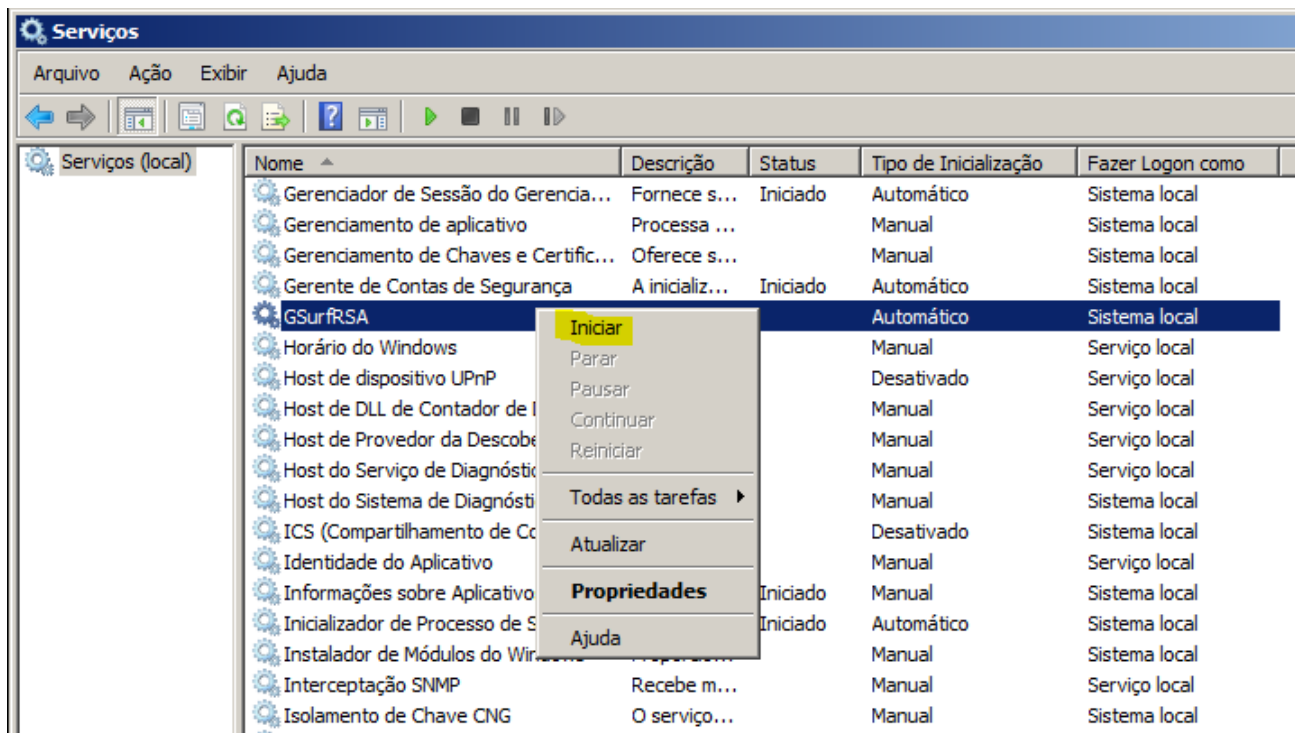 Serviços
Arquivo Ação Exibir Ajuda
Serviços (local)
Nome Descrição Status Tipo de Inicialização Fazer Logon como
Gerenciador de Sessão do Gerencia... Fornece s... Iniciado Automático Sistema local
Gerenciamento de aplicativo Processa ... Manual Sistema local
Gerenciamento de Chaves e Certific... Oferece s... Manual Sistema local
Gerente de Contas de Segurança A inicializ... Iniciado Automático Sistema local
GSurfRSA Automático Sistema local
Iniciar
Parar
Pausar
Continuar
Reiniciar
Todas as tarefas
Atualizar
Propriedades
Ajuda
Horário do Windows Manual Serviço local
Host de dispositivo UPnP Desativado Serviço local
Host de DLL de Contador de Manual Serviço local
Host de Provedor da Descobe Manual Serviço local
Host do Serviço de Diagnóstic Manual Serviço local
Host do Sistema de Diagnósti Manual Sistema local
ICS (Compartilhamento de Co Desativado Sistema local
Identidade do Aplicativo Manual Serviço local
Informações sobre Aplicativo Iniciado Manual Sistema local
Inicializador de Processo de S Iniciado Automático Sistema local
Instalador de Módulos do Manual Sistema local
Interceptação SNMP Recebe m... Manual Serviço local
Isolamento de Chave CNG O serviço... Manual Sistema local